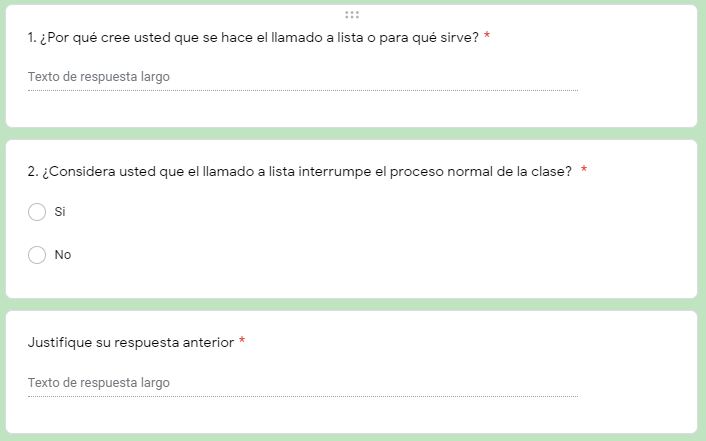 1. ¿Por qué cree usted que se hace el llamado a lista o para qué sirve? *
Texto de respuesta largo
2. ¿Considera usted que el llamado a lista interrumpe el proceso normal de la clase? *
Si
No
Justifique su respuesta anterior *
Texto de respuesta largo